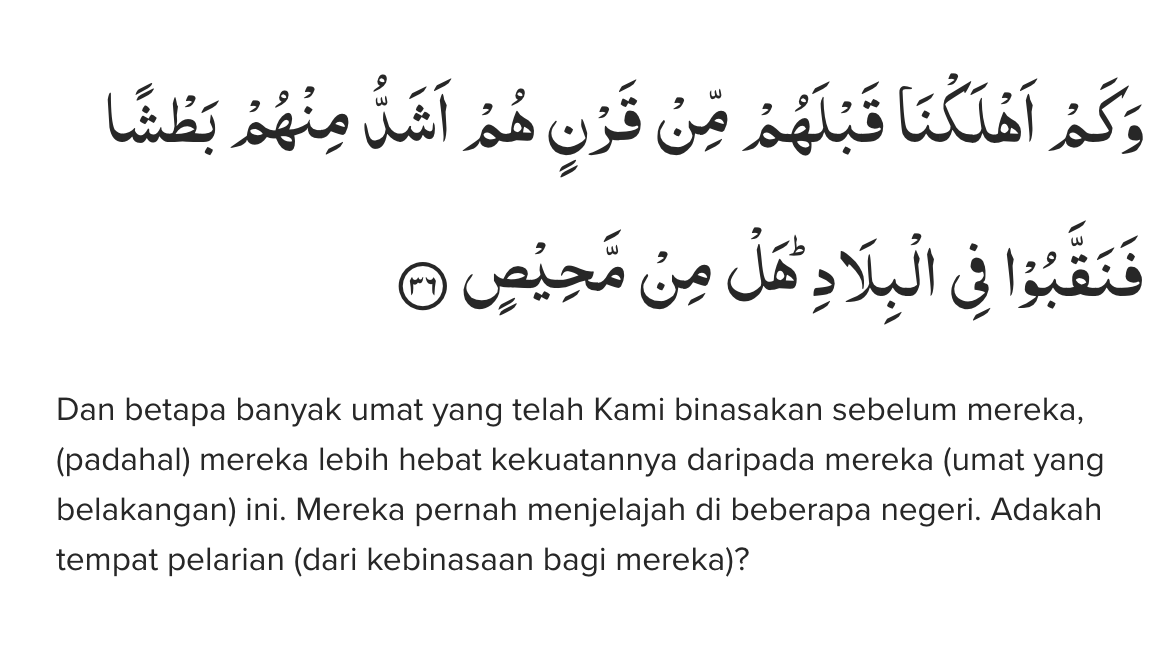 وَكَمْ اَهْلَكْنَا قَبْلَهُمْ مِّنْ قَرْنٍ هُمْ اَشَدُّ مِنْهُمْ بَطْشًا
فَنَقَّبُوْا فِى الْبِلَادِۗ هَلْ مِنْ مَّحِيْصٍ ٣٦
Dan betapa banyak umat yang telah Kami binasakan sebelum mereka,
(padahal) mereka lebih hebat kekuatannya daripada mereka (umat yang
belakangan) ini. Mereka pernah menjelajah di beberapa negeri. Adakah
tempat pelarian (dari kebinasaan bagi mereka)?